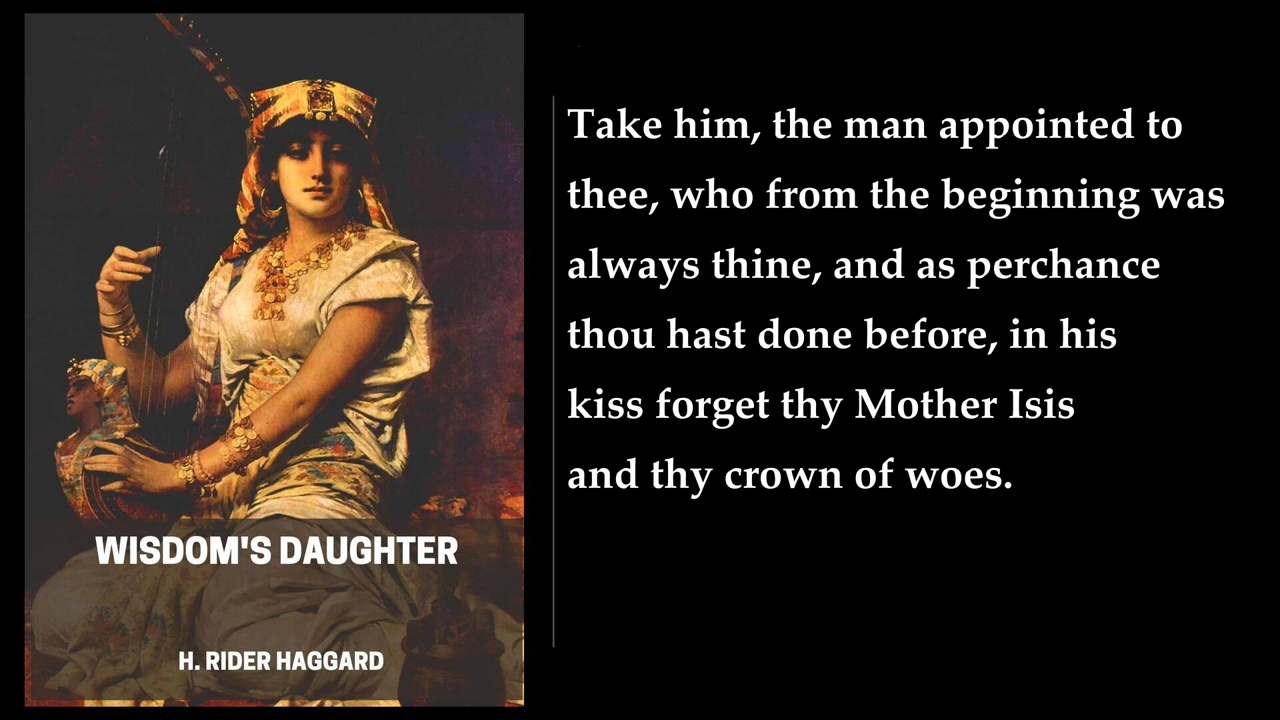 WISDOM'S DAUGHTER
H. RIDER HAGGARD
Take him, the man appointed to
thee, who from the beginning was
always thine, and as perchance
thou hast done before, in his
kiss forget thy Mother Isis
and thy crown of woes.